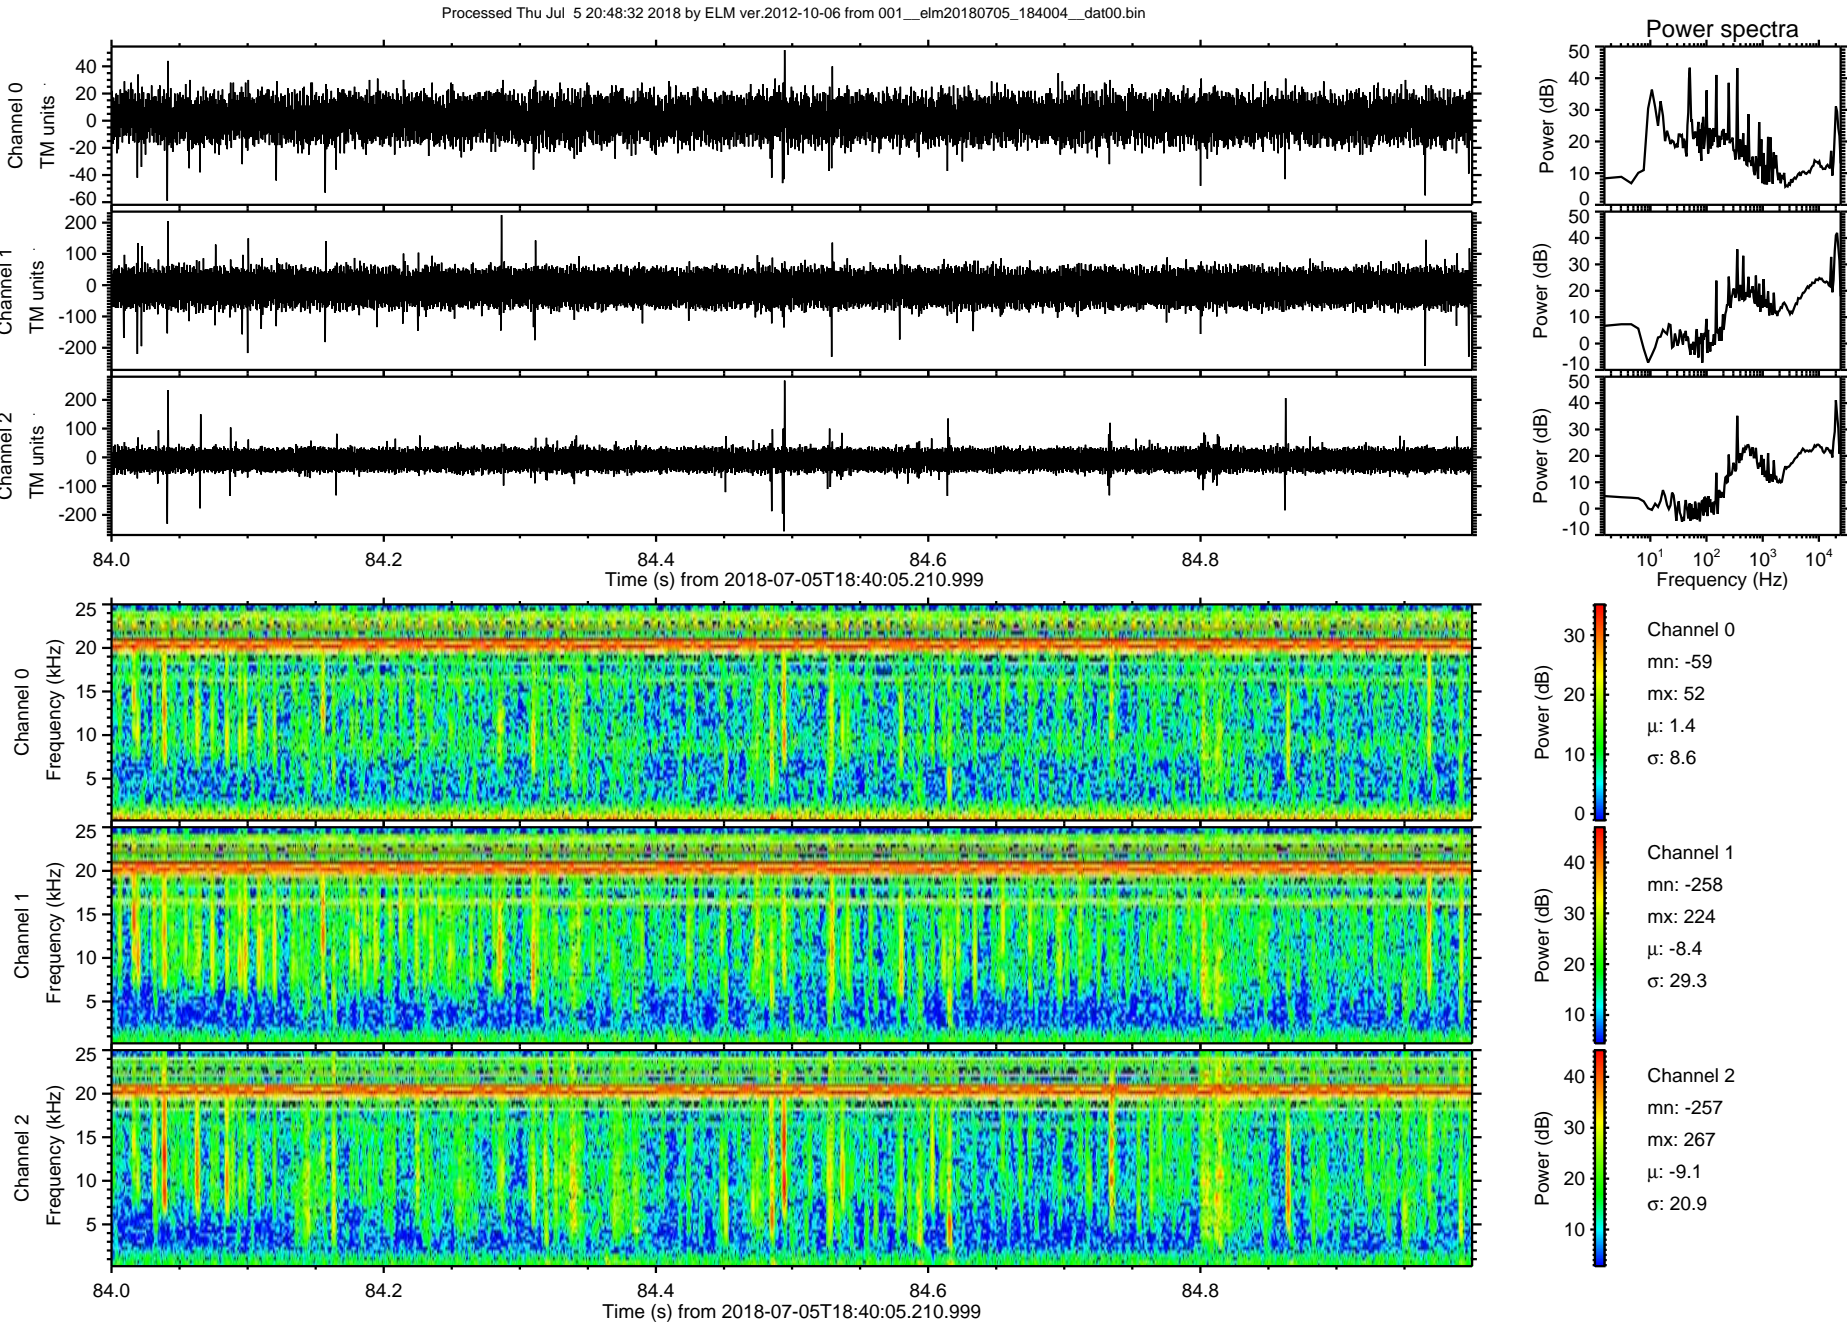 Processed Thu Jul  5 20:48:32 2018 by ELM ver.2012-10-06 from 001__elm20180705_184004__dat00.bin
Power spectra
Channel 0
TM units
40
20
0
-20
-40
-60
Power (dB)
50
40
30
20
10
0
Channel 1
TM units
200
100
0
-100
-200
Power (dB)
50
40
30
20
10
0
-10
Channel 2
TM units
200
100
0
-100
-200
Power (dB)
50
40
30
20
10
0
-10
84.0 84.2 84.4 84.6 84.8
Time (s) from 2018-07-05T18:40:05.210.999
10^1 10^2 10^3 10^4
Frequency (Hz)
Channel 0
Frequency (kHz)
25
20
15
10
5
Power (dB)
30
20
10
0
Channel 0
mn: -59
mx: 52
μ: 1.4
σ: 8.6
Channel 1
Frequency (kHz)
25
20
15
10
5
Power (dB)
40
30
20
10
Channel 1
mn: -258
mx: 224
μ: -8.4
σ: 29.3
Channel 2
Frequency (kHz)
25
20
15
10
5
Power (dB)
40
30
20
10
Channel 2
mn: -257
mx: 267
μ: -9.1
σ: 20.9
84.0 84.2 84.4 84.6 84.8
Time (s) from 2018-07-05T18:40:05.210.999